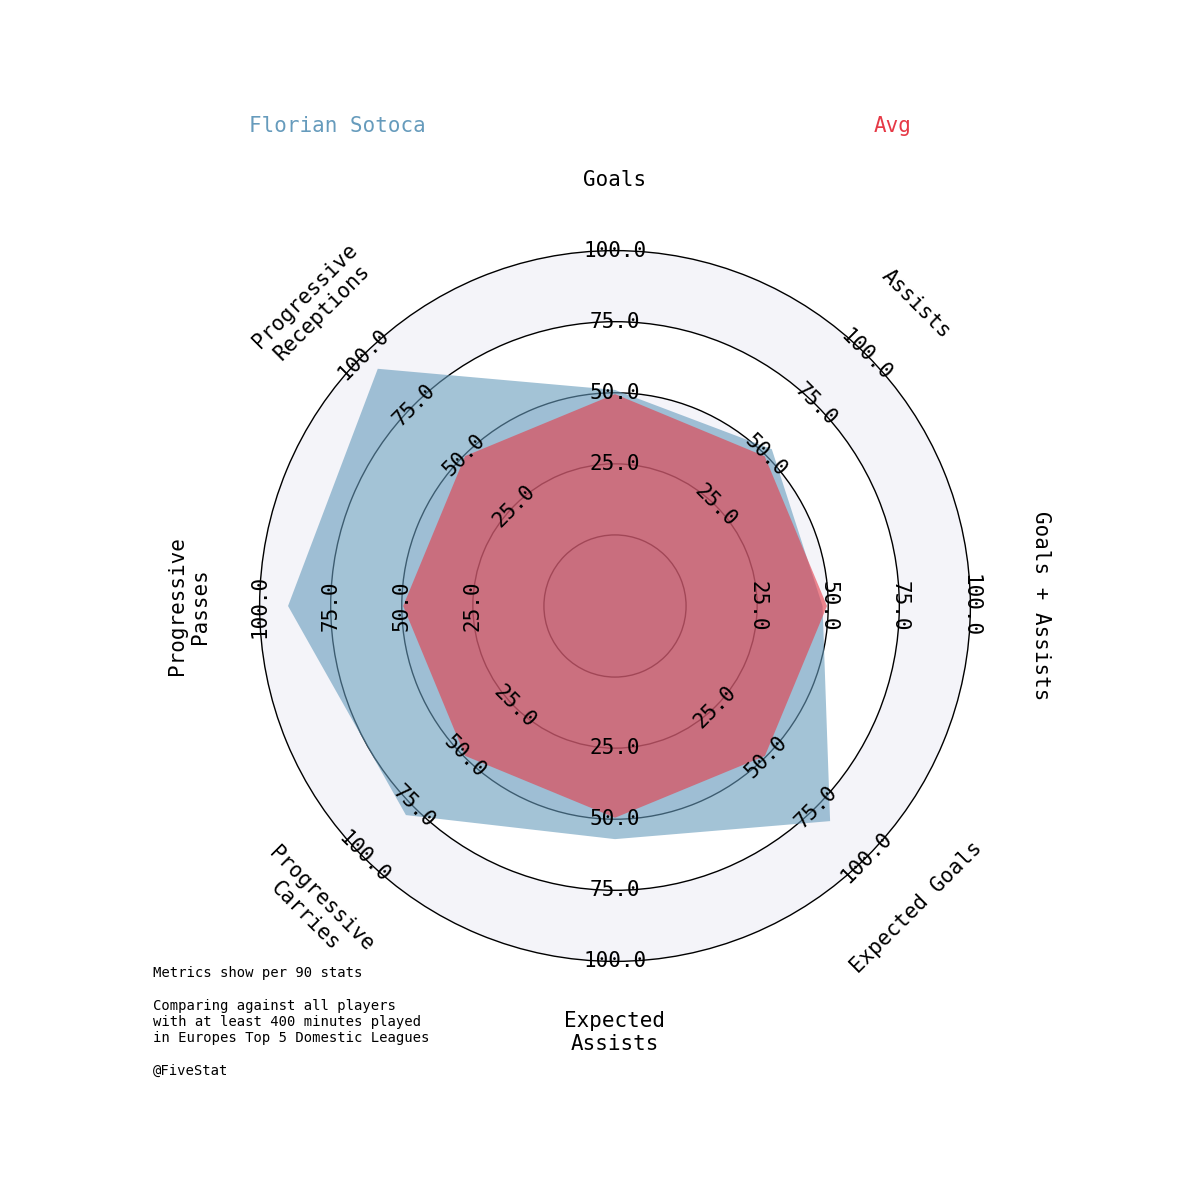 Florian Sotoca
Avg
Goals
Assists
Goals + Assists
Expected Goals
Expected
Assists
Progressive
Carries
Progressive
Passes
Progressive
Receptions
100.0
75.0
50.0
25.0
100.0
75.0
50.0
25.0
100.0
75.0
50.0
25.0
100.0
75.0
50.0
25.0
100.0
75.0
50.0
25.0
100.0
75.0
50.0
25.0
100.0
75.0
50.0
25.0
100.0
75.0
50.0
25.0
Metrics show per 90 stats
Comparing against all players
with at least 400 minutes played
in Europes Top 5 Domestic Leagues
@FiveStat